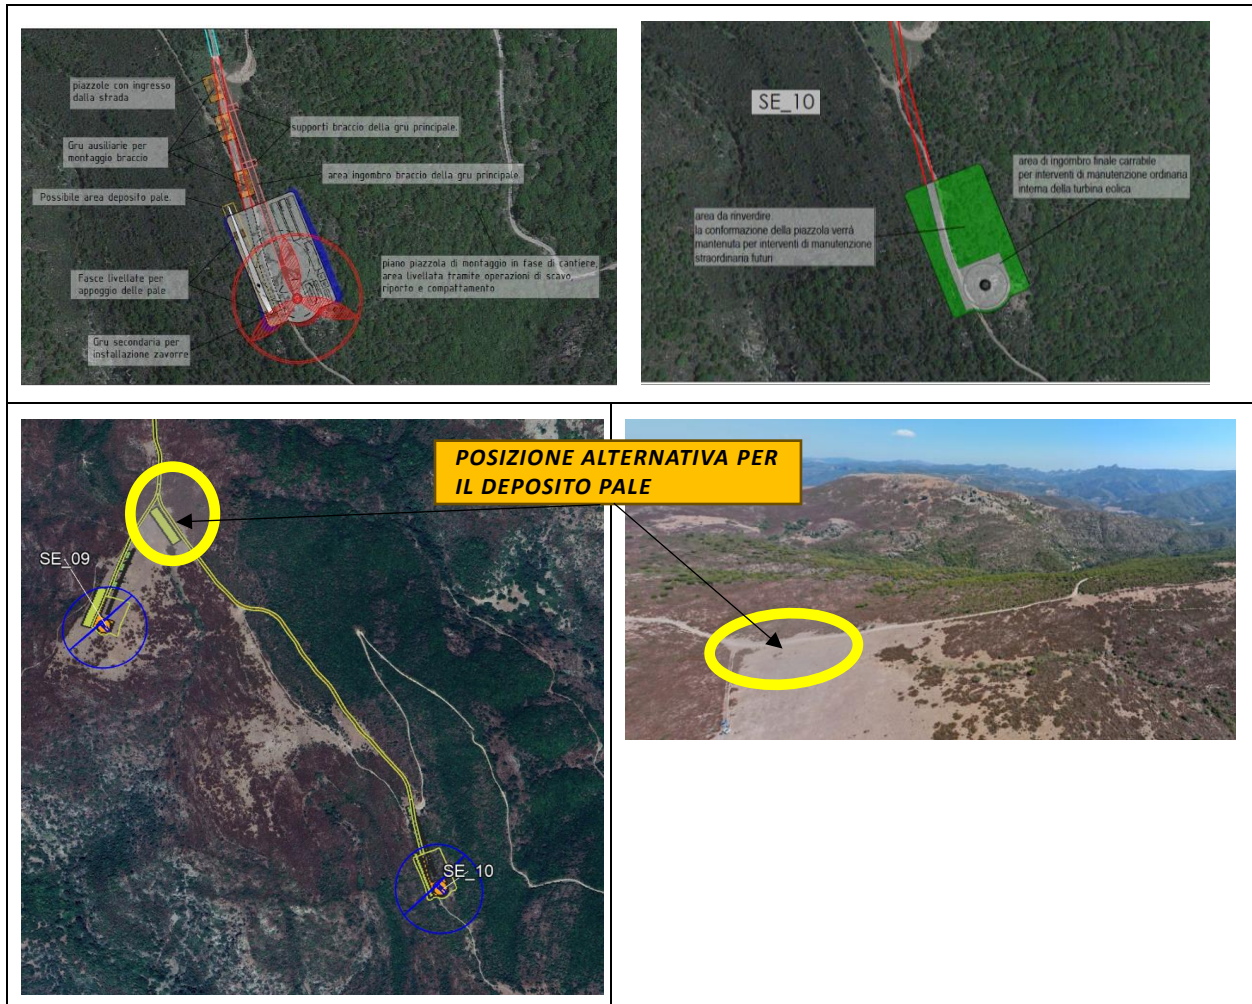 piazzole con ingresso
dalla strada
supporti braccio della gru principale.
Gru ausiliarie per
montaggio braccio
area ingombro braccio della gru principale
Possibile area deposito pale.
piano piazzola di montaggio in fase di cantiere,
area livellata tramite operazioni di scavo,
riporto e compattamento
Fasce livellate per
appoggio delle pale
Gru secondaria per
installazione zavorre
SE_10
area di ingombro finale carrabile
per interventi di manutenzione ordinaria
interna della turbina eolica
area da rinverdire
la conformazione della piazzola verrá
mantenuta per interventi di manutenzione
straordinaria futuri
POSIZIONE ALTERNATIVA PER
IL DEPOSITO PALE
SE_09
SE_10